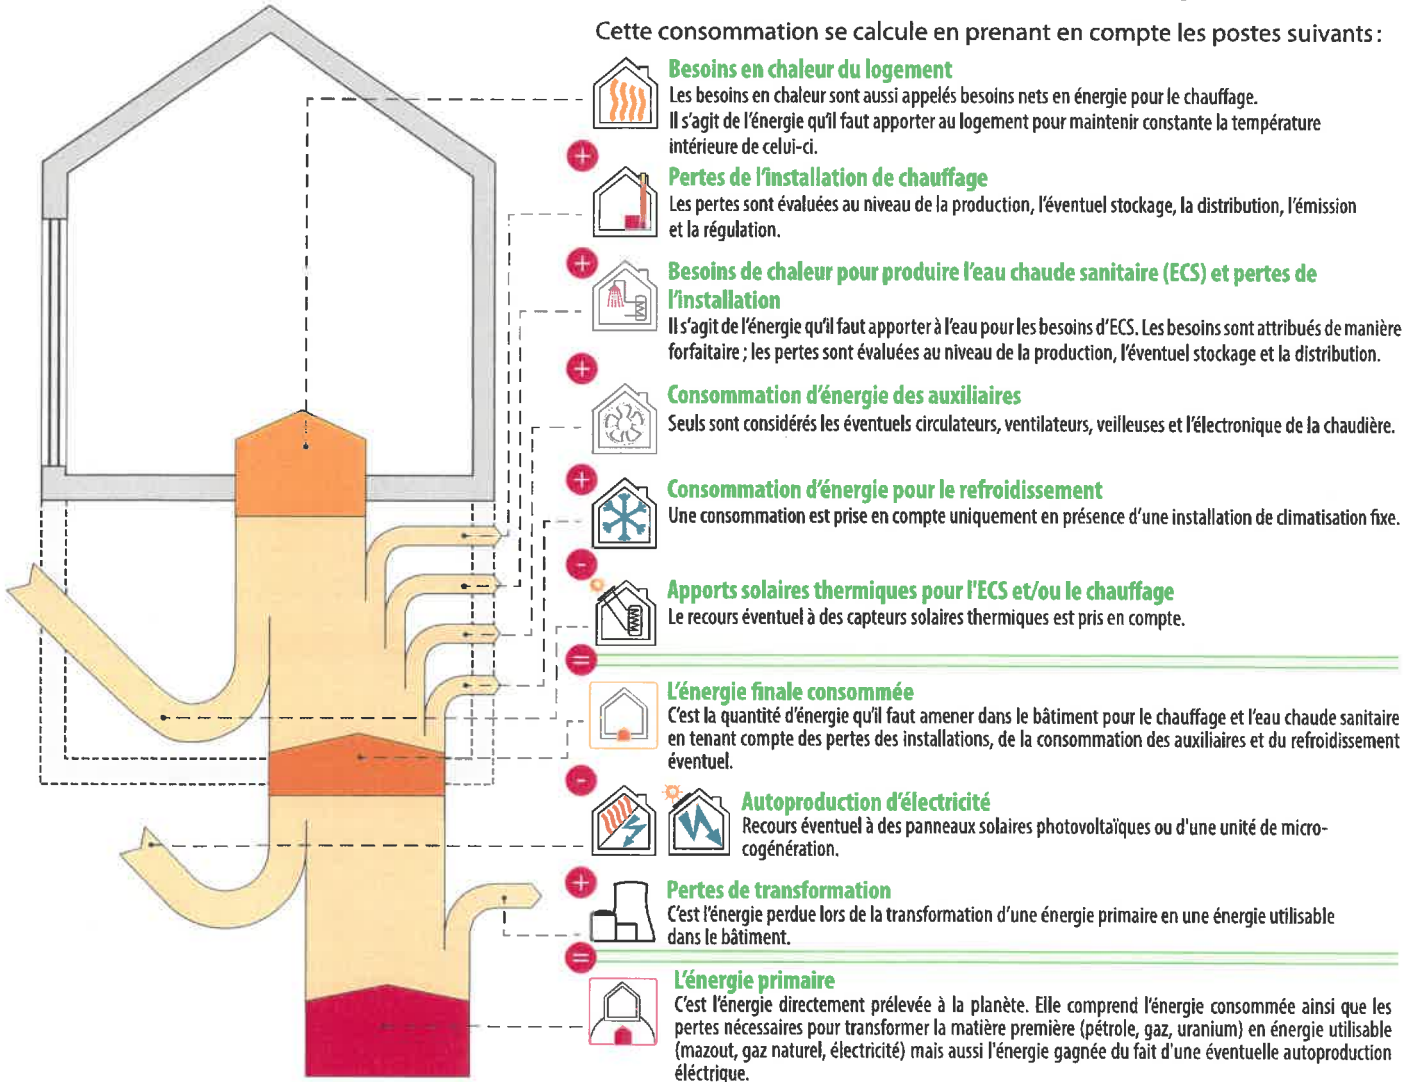 Cette consommation se calcule en prenant en compte les postes suivants :
Besoins en chaleur du logement
Les besoins en chaleur sont aussi appelés besoins nets en énergie pour le chauffage.
Il s'agit de l'énergie qu'il faut apporter au logement pour maintenir constante la température
intérieure de celui-ci.
+
Pertes de l'installation de chauffage
Les pertes sont évaluées au niveau de la production, l'éventuel stockage, la distribution, l'émission
et la régulation.
+
Besoins de chaleur pour produire l'eau chaude sanitaire (ECS) et pertes de
l'installation
Il s'agit de l'énergie qu'il faut apporter à l'eau pour les besoins d'ECS. Les besoins sont attribués de manière
forfaitaire ; les pertes sont évaluées au niveau de la production, l'éventuel stockage et la distribution.
+
Consommation d'énergie des auxiliaires
Seuls sont considérés les éventuels circulateurs, ventilateurs, veilleuses et l'électronique de la chaudière.
+
Consommation d'énergie pour le refroidissement
Une consommation est prise en compte uniquement en présence d'une installation de climatisation fixe.
-
Apports solaires thermiques pour l'ECS et/ou le chauffage
Le recours éventuel à des capteurs solaires thermiques est pris en compte.
=
L'énergie finale consommée
C'est la quantité d'énergie qu'il faut amener dans le bâtiment pour le chauffage et l'eau chaude sanitaire
en tenant compte des pertes des installations, de la consommation des auxiliaires et du refroidissement
éventuel.
-
Autoproduction d'électricité
Recours éventuel à des panneaux solaires photovoltaïques ou d'une unité de micro-
cogénération.
+
Pertes de transformation
C'est l'énergie perdue lors de la transformation d'une énergie primaire en une énergie utilisable
dans le bâtiment.
=
L'énergie primaire
C'est l'énergie directement prélevée à la planète. Elle comprend l'énergie consommée ainsi que les
pertes nécessaires pour transformer la matière première (pétrole, gaz, uranium) en énergie utilisable
(mazout, gaz naturel, électricité) mais aussi l'énergie gagnée du fait d'une éventuelle autoproduction
éléctrique.